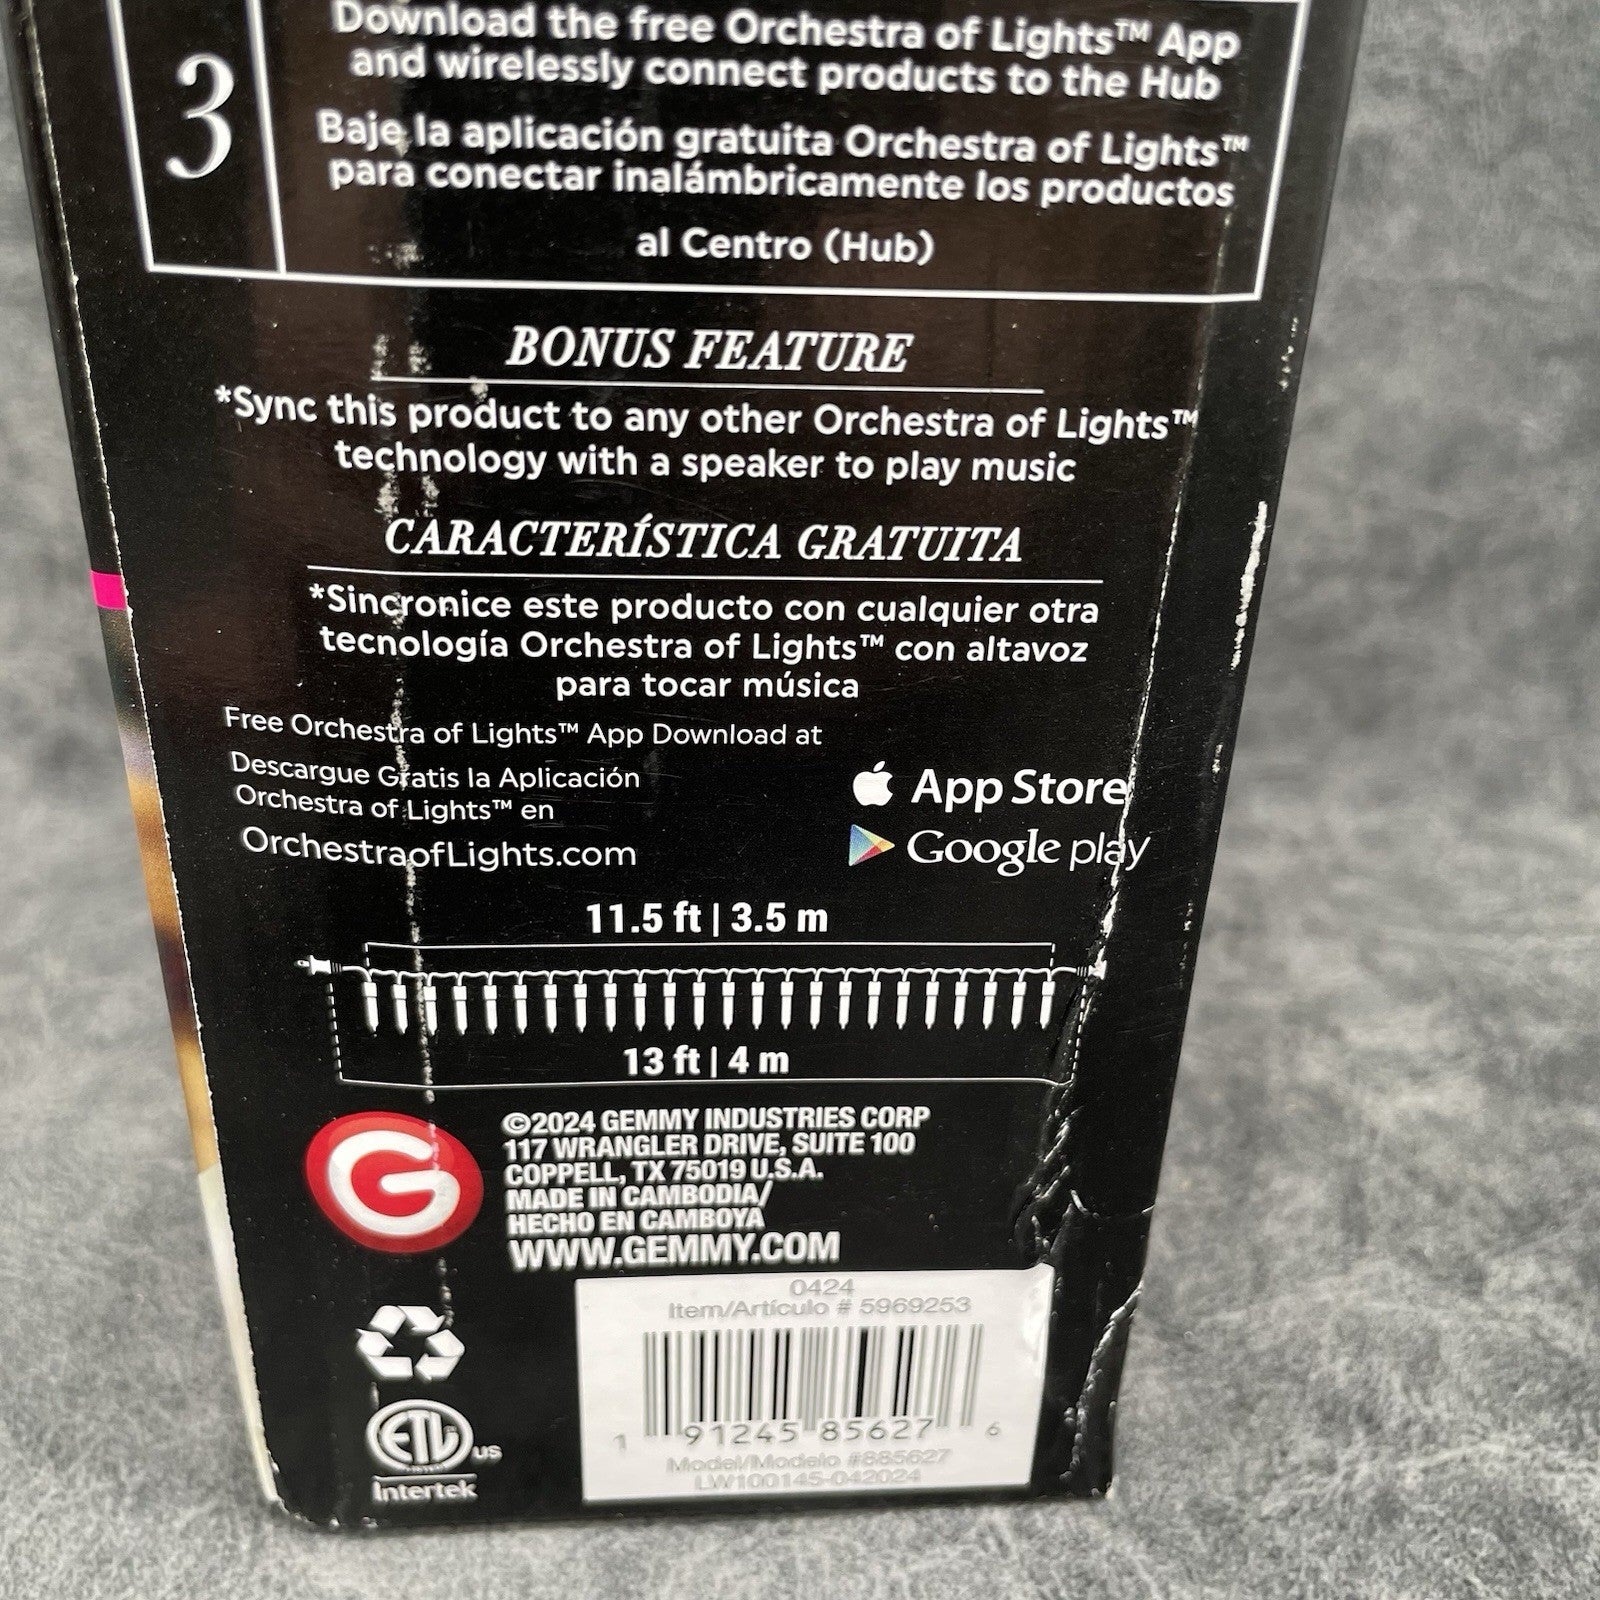 3
Download the free Orchestra of Lights™ App
and wirelessly connect products to the Hub
Baje la aplicación gratuita Orchestra of Lights™
para conectar inalámbricamente los productos
al Centro (Hub)
BONUS FEATURE
*Sync this product to any other Orchestra of Lights™
technology with a speaker to play music
CARACTERÍSTICA GRATUITA
*Sincronice este producto con cualquier otra
tecnología Orchestra of Lights™ con altavoz
para tocar música
Free Orchestra of Lights™ App Download at
Descargue Gratis la Aplicación
Orchestra of Lights™ en
OrchestraofLights.com
App Store
Google play
11.5 ft | 3.5 m
13 ft | 4 m
G
©2024 GEMMY INDUSTRIES CORP
117 WRANGLER DRIVE, SUITE 100
COPPELL, TX 75019 U.S.A.
MADE IN CAMBODIA/
HECHO EN CAMBOYA
WWW.GEMMY.COM
ETL US
Intertek
0424
Item/Artículo # 5969253
1 91245 85627 6
Model/Modelo #885627
LW100145-042024